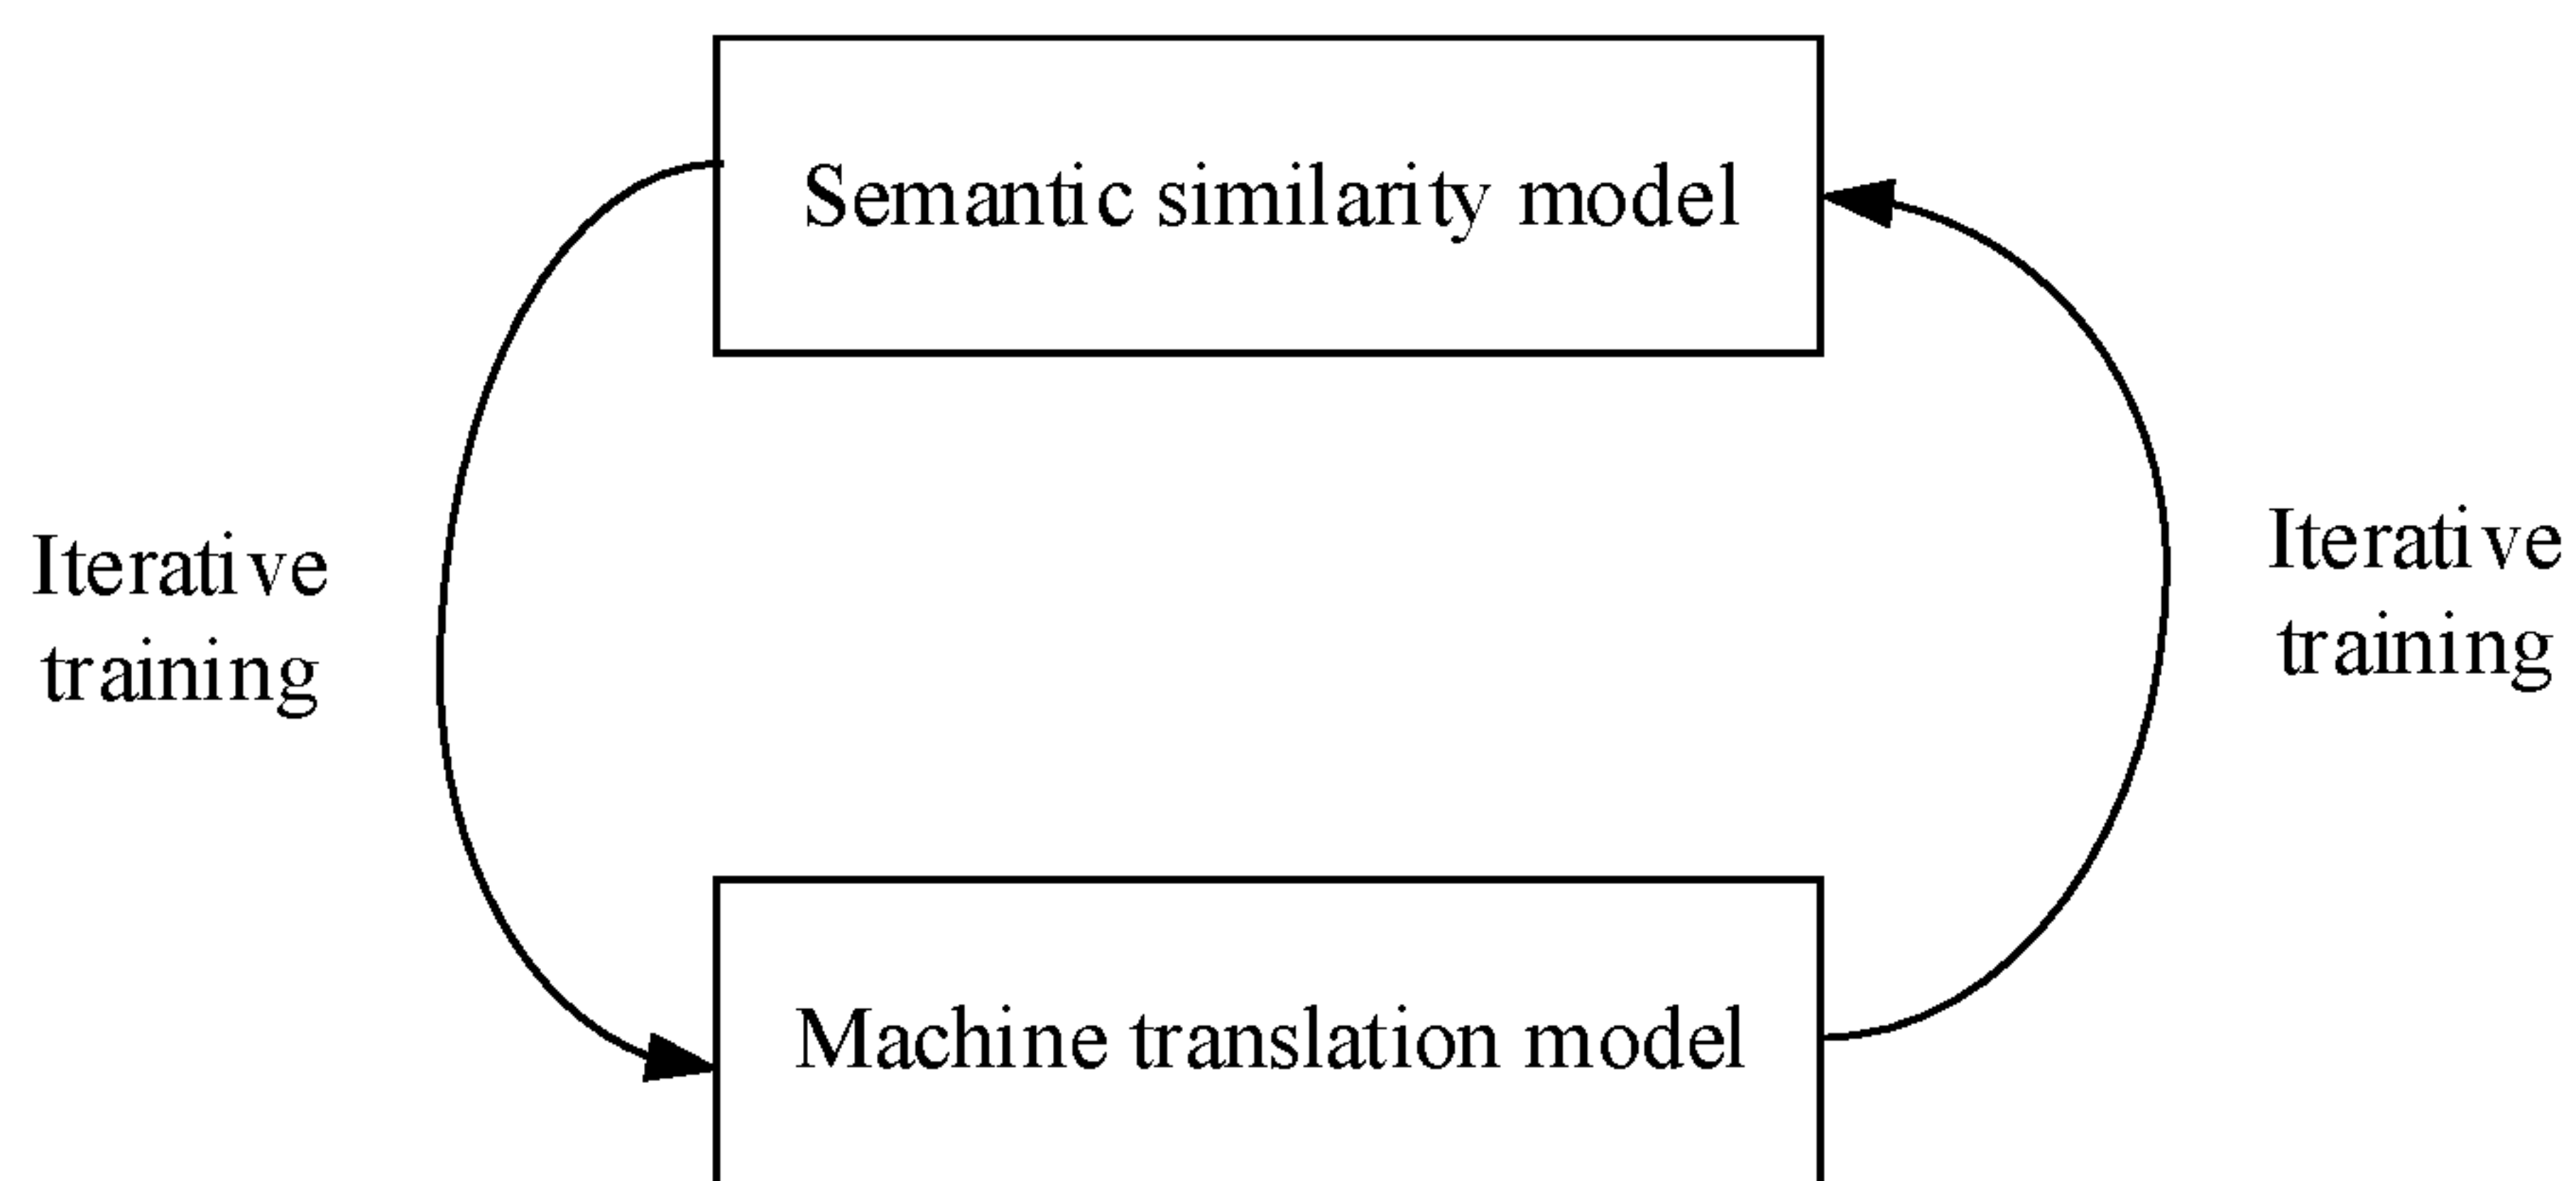 Semantic similarity model
Iterative
training
Iterative
training
Machine translation model